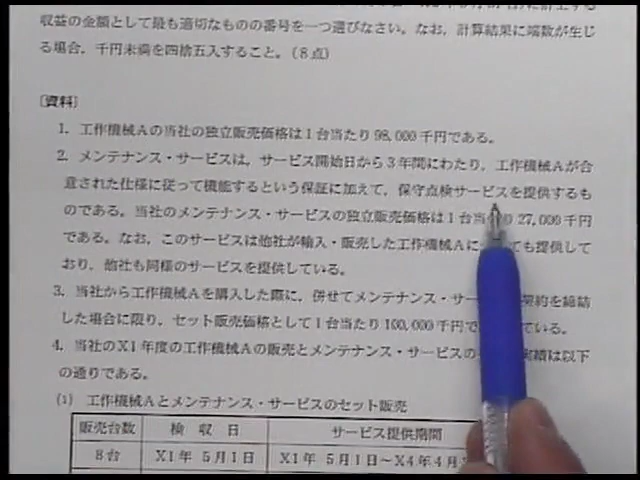 収益の金額として最も適切なものの番号を一つ選びなさい。なお，計算結果に端数が生じ
る場合，千円未満を四捨五入すること。（8点）
〔資料〕
1．工作機械Aの当社の独立販売価格は1台当たり98,000千円である。
2．メンテナンス・サービスは，サービス開始日から3年間にわたり，工作機械Aが合
意された仕様に従って機能するという保証に加えて，保守点検サービスを提供するも
のである。当社のメンテナンス・サービスの独立販売価格は1台当 27,000千円
である。なお，このサービスは他社が輸入・販売した工作機械Aに ても提供して
おり，他社も同様のサービスを提供している。
3．当社から工作機械Aを購入した際に，併せてメンテナンス・サー 契約を締結
した場合に限り，セット販売価格として1台当たり100,000千円で ている。
4．当社のX1年度の工作機械Aの販売とメンテナンス・サービスの 実績は以下
の通りである。
(1) 工作機械Aとメンテナンス・サービスのセット販売
販売台数 検収日 サービス提供期間
8台 X1年 5月1日 X1年 5月1日～X4年4月